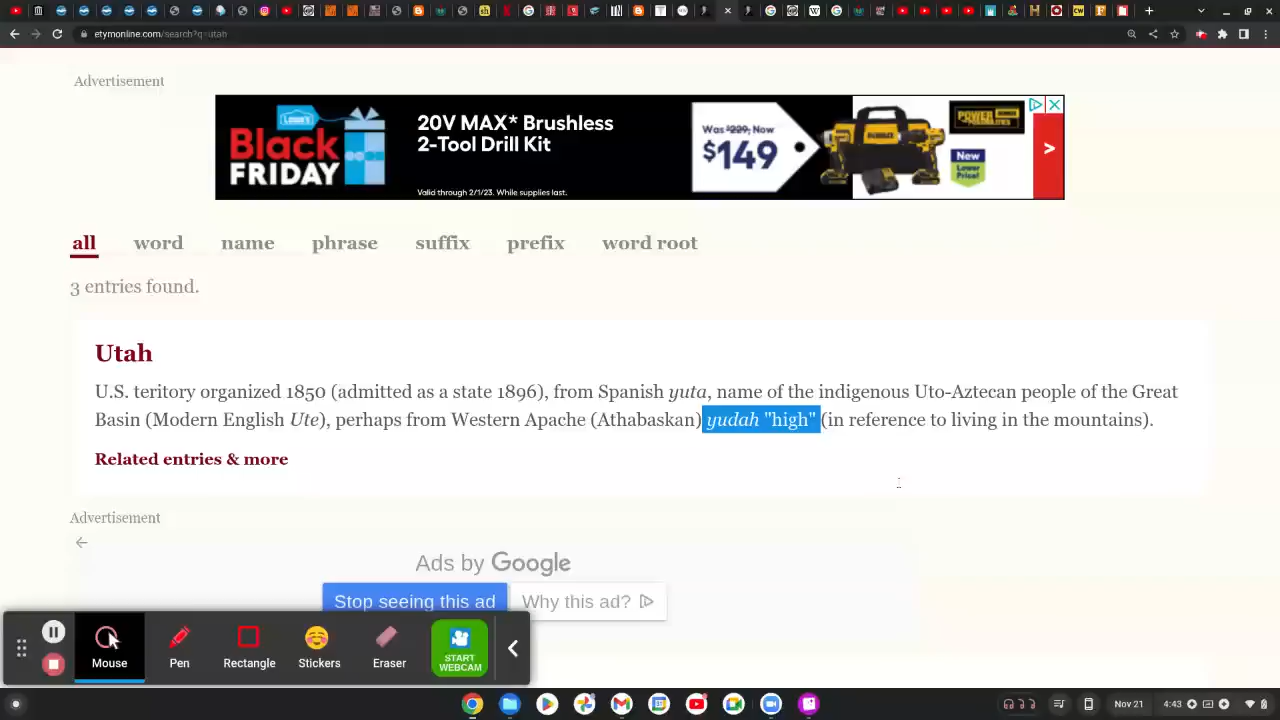 etymonline.com/search?q=utah
Advertisement
Lowe's
Black
FRIDAY
20V MAX* Brushless
2-Tool Drill Kit
Valid through 2/1/23. While supplies last.
Was $229, Now
$149
New
Lower
Price!
>
all word name phrase suffix prefix word root
3 entries found.
Utah
U.S. teritory organized 1850 (admitted as a state 1896), from Spanish yuta, name of the indigenous Uto-Aztecan people of the Great
Basin (Modern English Ute), perhaps from Western Apache (Athabaskan) yudah "high" (in reference to living in the mountains).
Related entries & more
Advertisement
Ads by Google
Stop seeing this ad Why this ad?
Mouse Pen Rectangle Stickers Eraser START
WEBCAM
Nov 21 4:43